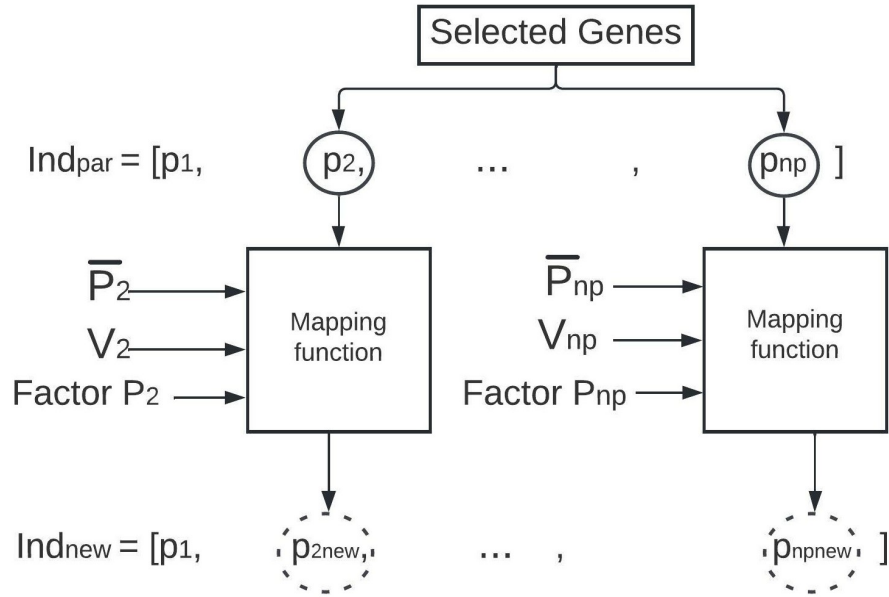 Selected Genes
Indpar = [p1, p2, ... , pnp ]
P̅2 P̅np
V2 Mapping function Vnp Mapping function
Factor P2 Factor Pnp
Indnew = [p1, p2new, ... , pnpnew ]